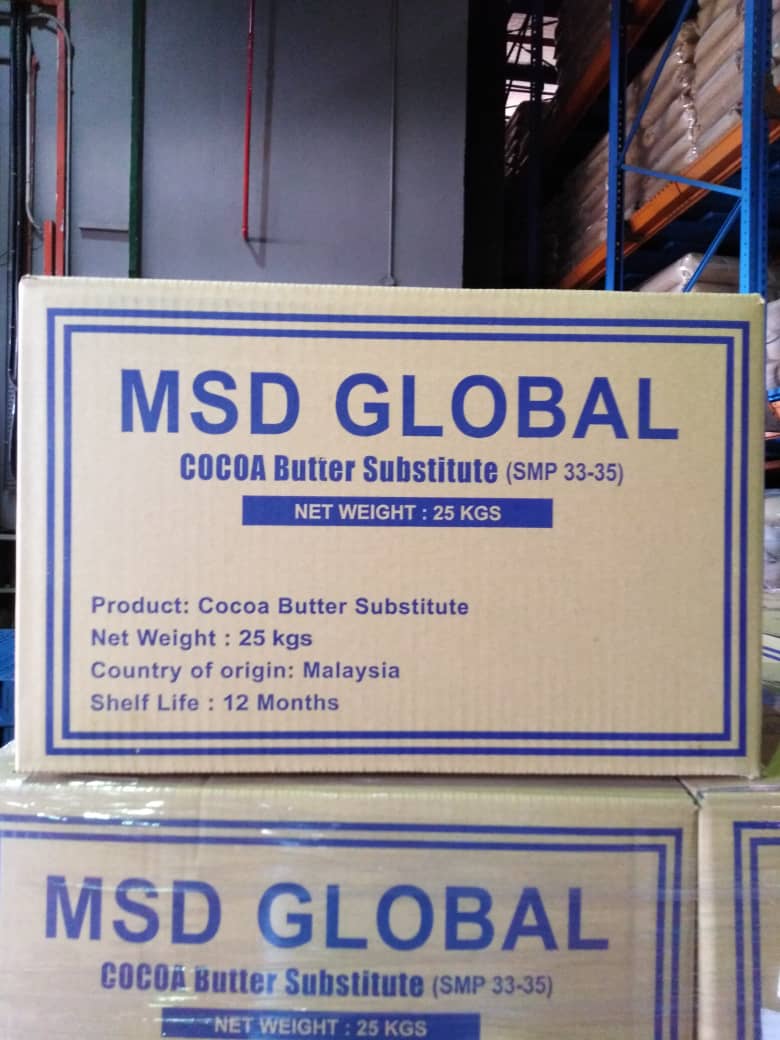 MSD GLOBAL
COCOA Butter Substitute (SMP 33-35)
NET WEIGHT : 25 KGS
Product: Cocoa Butter Substitute
Net Weight : 25 kgs
Country of origin: Malaysia
Shelf Life : 12 Months
MSD GLOBAL
COCOA Butter Substitute (SMP 33-35)
NET WEIGHT : 25 KGS